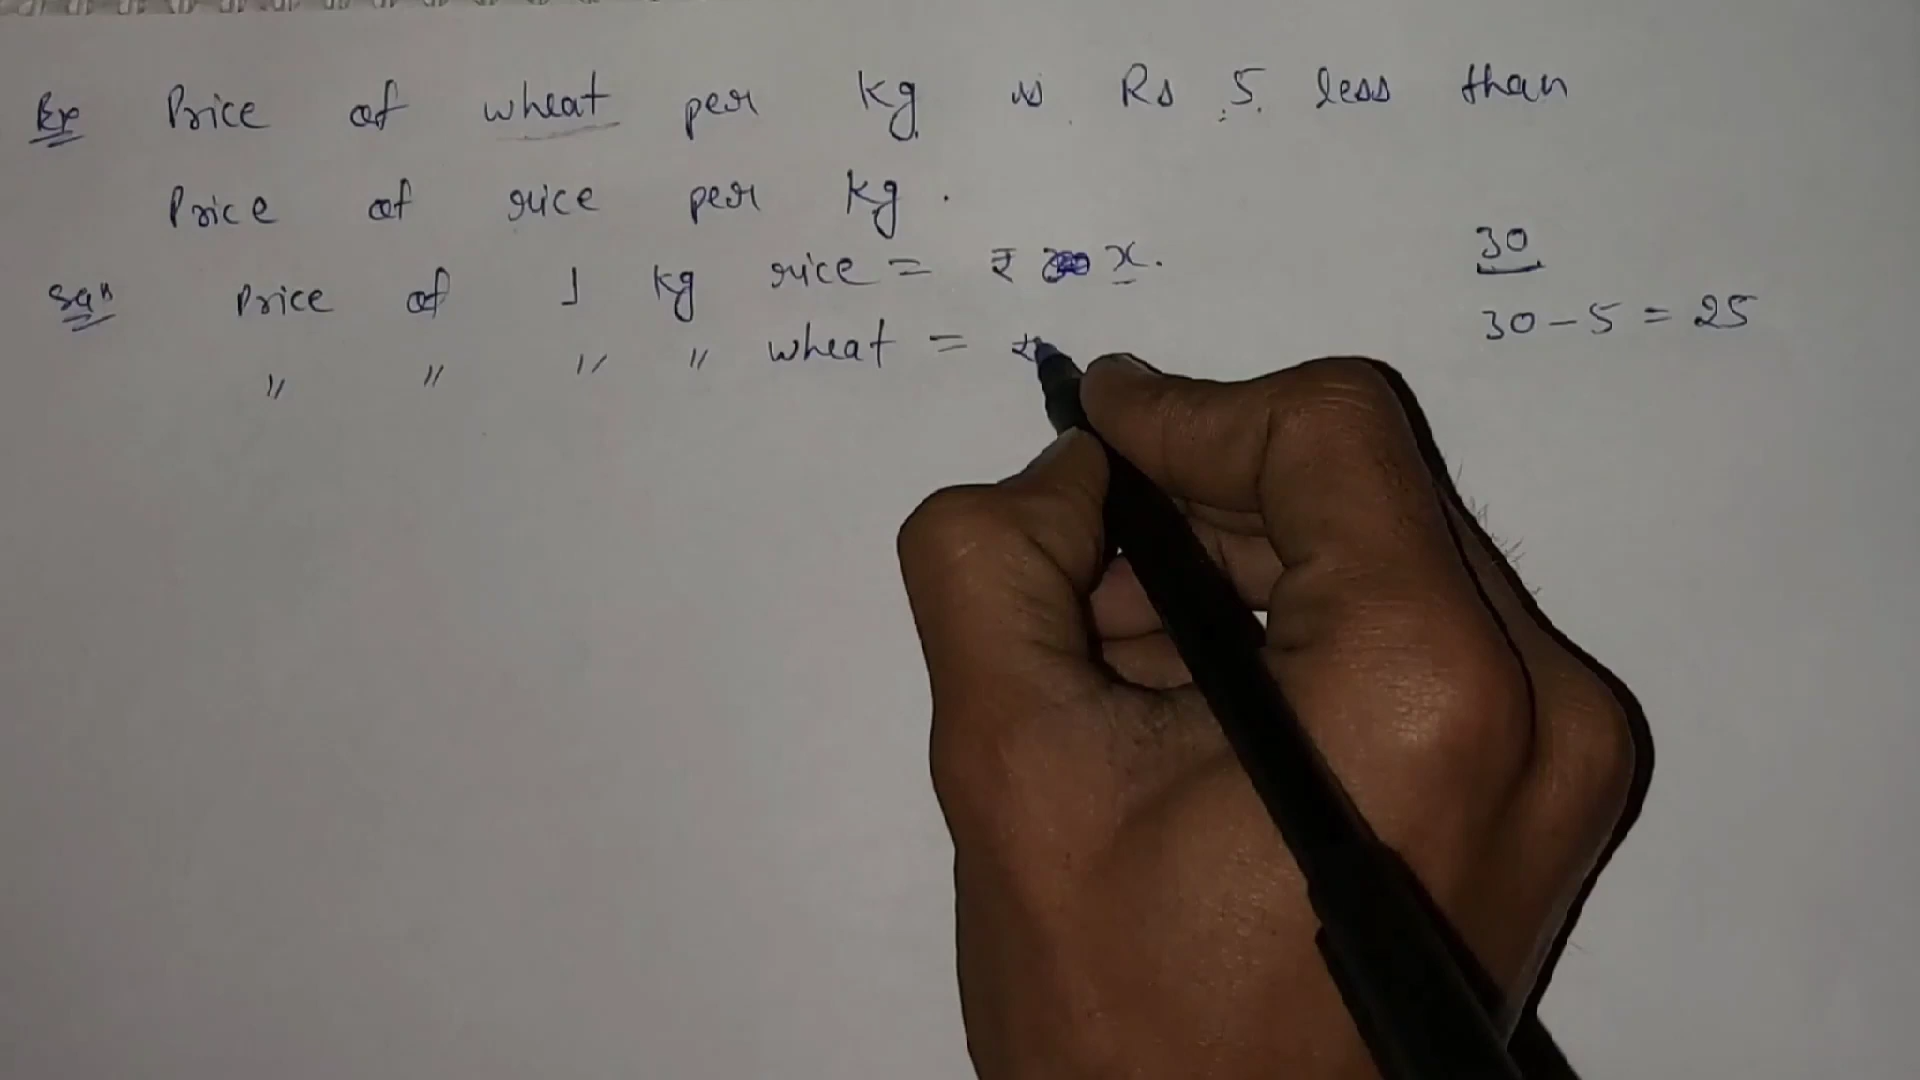 Ex Price of wheat per kg is Rs 5 less than
Price of rice per kg.
Solⁿ Price of 1 kg rice = ₹ x.
" " " " wheat = ₹
30
30 - 5 = 25